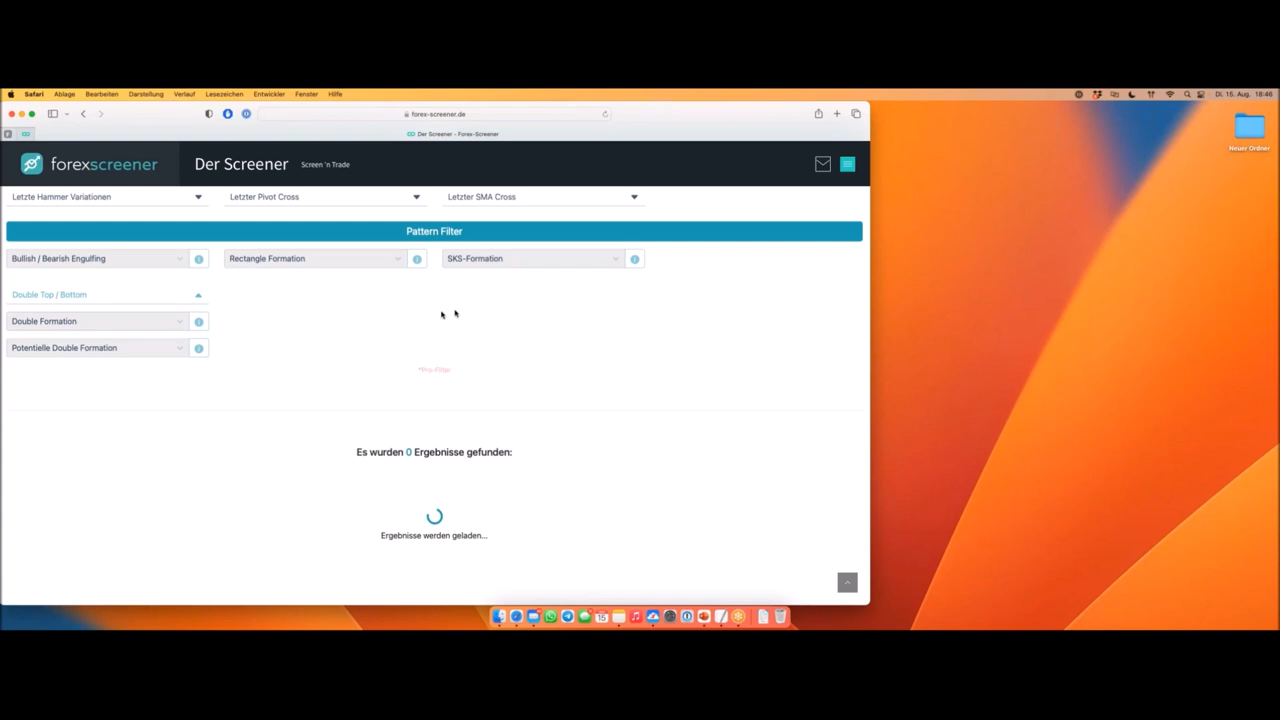 Safari Ablage Bearbeiten Darstellung Verlauf Lesezeichen Entwickler Fenster Hilfe
Di. 15. Aug. 18:46
forex-screener.de
Der Screener - Forex-Screener
Neuer Ordner
forexscreener Der Screener Screen 'n Trade
Letzte Hammer Variationen Letzter Pivot Cross Letzter SMA Cross
Pattern Filter
Bullish / Bearish Engulfing Rectangle Formation SKS-Formation
Double Top / Bottom
Double Formation
Potentielle Double Formation
*Pro-Filter
Es wurden 0 Ergebnisse gefunden:
Ergebnisse werden geladen...
15